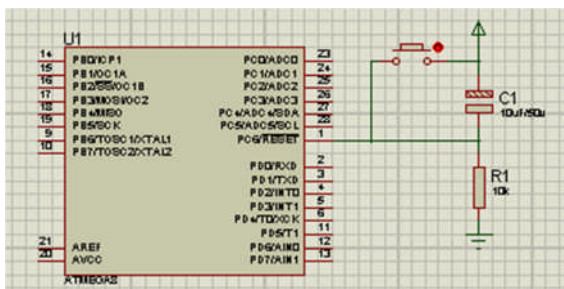 U1
14 PB0/ICP1 PC0/ADC0 23
15 PB1/OC1A PC1/ADC1 24
16 PB2/SS/OC1B PC2/ADC2 25
17 PB3/MOSI/OC2 PC3/ADC3 26
18 PB4/MISO PC4/ADC4/SDA 27
19 PB5/SCK PC5/ADC5/SCL 28
9 PB6/TOSC1/XTAL1 PC6/RESET 1
10 PB7/TOSC2/XTAL2
PD0/RXD 2
PD1/TXD 3
PD2/INT0 4
PD3/INT1 5
PD4/T0/XCK 6
PD5/T1 11
21 AREF PD6/AIN0 12
20 AVCC PD7/AIN1 13
ATMEGA8
C1
10uf/50u
R1
10k